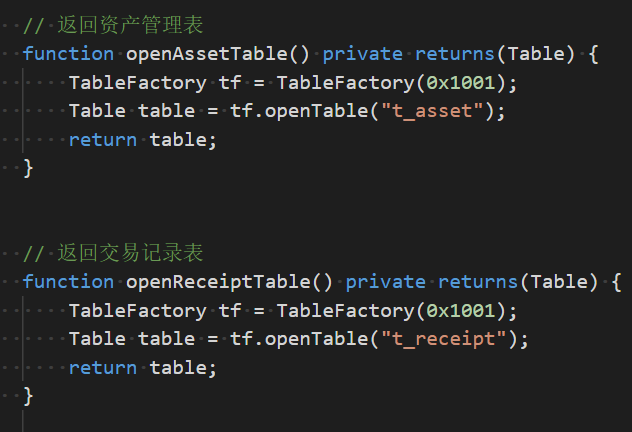 // 返回资产管理表
function openAssetTable() private returns(Table) {
    TableFactory tf = TableFactory(0x1001);
    Table table = tf.openTable("t_asset");
    return table;
}
// 返回交易记录表
function openReceiptTable() private returns(Table) {
    TableFactory tf = TableFactory(0x1001);
    Table table = tf.openTable("t_receipt");
    return table;
}